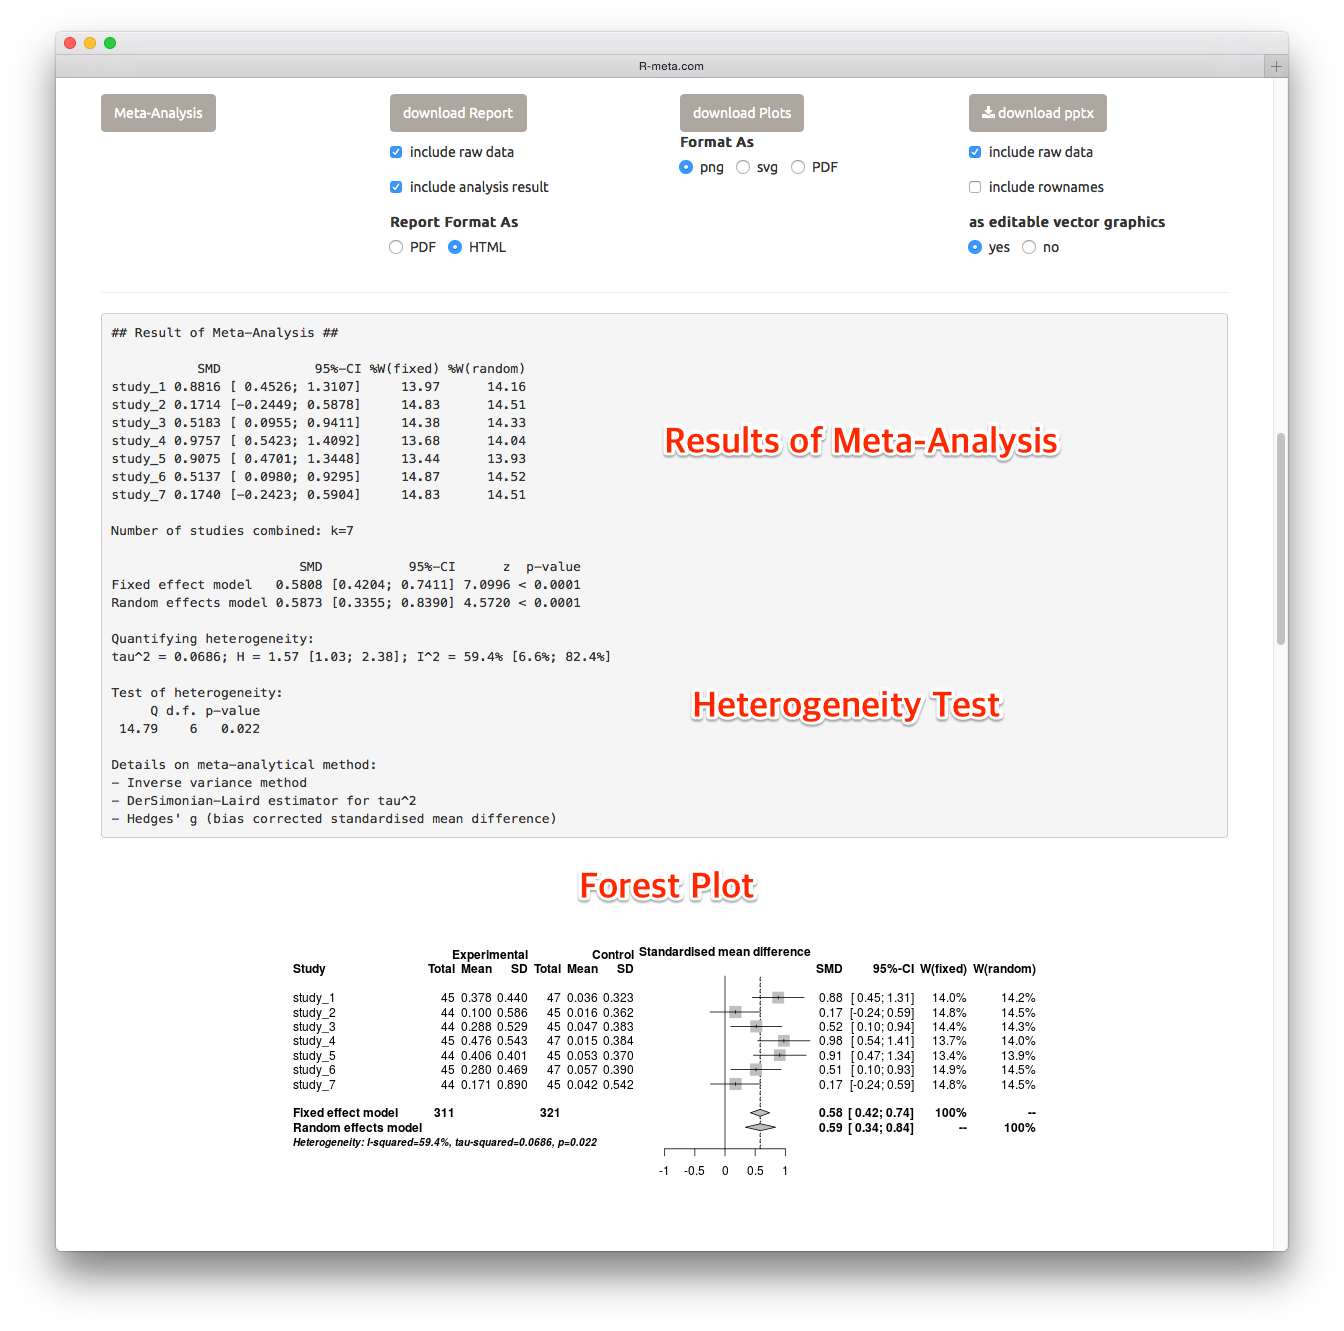 R-meta.com
Meta-Analysis
download Report
include raw data
include analysis result
Report Format As
PDF HTML
download Plots
Format As
png svg PDF
download pptx
include raw data
include rownames
as editable vector graphics
yes no
## Result of Meta-Analysis ##
SMD 95%-CI %W(fixed) %W(random)
study_1 0.8816 [ 0.4526; 1.3107] 13.97 14.16
study_2 0.1714 [-0.2449; 0.5878] 14.83 14.51
study_3 0.5183 [ 0.0955; 0.9411] 14.38 14.33
study_4 0.9757 [ 0.5423; 1.4092] 13.68 14.04
study_5 0.9075 [ 0.4701; 1.3448] 13.44 13.93
study_6 0.5137 [ 0.0980; 0.9295] 14.87 14.52
study_7 0.1740 [-0.2423; 0.5904] 14.83 14.51
Results of Meta-Analysis
Number of studies combined: k=7
SMD 95%-CI z p-value
Fixed effect model 0.5808 [0.4204; 0.7411] 7.0996 < 0.0001
Random effects model 0.5873 [0.3355; 0.8390] 4.5720 < 0.0001
Quantifying heterogeneity:
tau^2 = 0.0686; H = 1.57 [1.03; 2.38]; I^2 = 59.4% [6.6%; 82.4%]
Test of heterogeneity:
Q d.f. p-value
14.79 6 0.022
Heterogeneity Test
Details on meta-analytical method:
- Inverse variance method
- DerSimonian-Laird estimator for tau^2
- Hedges' g (bias corrected standardised mean difference)
Forest Plot
Experimental Control Standardised mean difference
Study Total Mean SD Total Mean SD SMD 95%-CI W(fixed) W(random)
study_1 45 0.378 0.440 47 0.036 0.323 0.88 [ 0.45; 1.31] 14.0% 14.2%
study_2 44 0.100 0.586 45 0.016 0.362 0.17 [-0.24; 0.59] 14.8% 14.5%
study_3 44 0.288 0.529 45 0.047 0.383 0.52 [ 0.10; 0.94] 14.4% 14.3%
study_4 45 0.476 0.543 47 0.015 0.384 0.98 [ 0.54; 1.41] 13.7% 14.0%
study_5 44 0.406 0.401 45 0.053 0.370 0.91 [ 0.47; 1.34] 13.4% 13.9%
study_6 45 0.280 0.469 47 0.057 0.390 0.51 [ 0.10; 0.93] 14.9% 14.5%
study_7 44 0.171 0.890 45 0.042 0.542 0.17 [-0.24; 0.59] 14.8% 14.5%
Fixed effect model 311 321 0.58 [ 0.42; 0.74] 100% --
Random effects model 0.59 [ 0.34; 0.84] -- 100%
Heterogeneity: I-squared=59.4%, tau-squared=0.0686, p=0.022
-1 -0.5 0 0.5 1